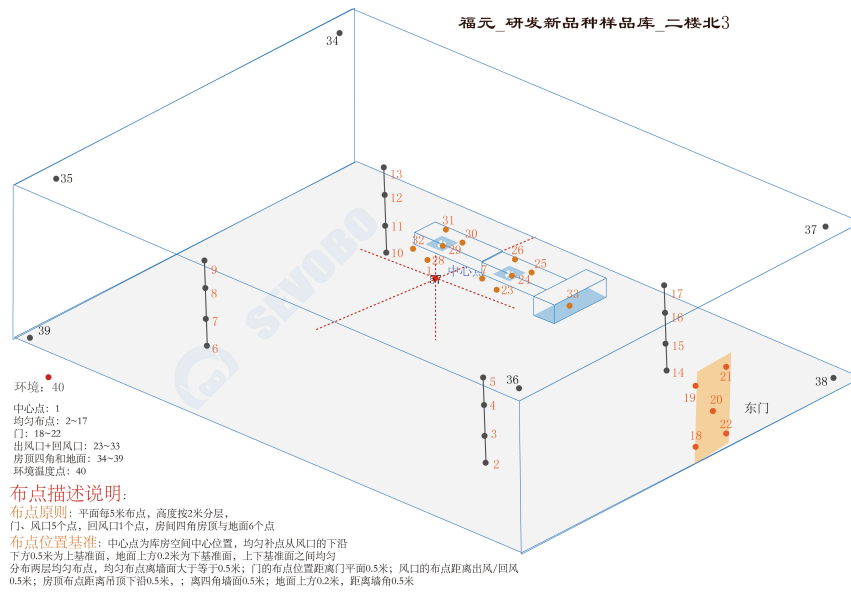 福元_研发新品种样品库_二楼北3
34
35
37
13
12
11
10
31
32
30
29
28
26
25
24
23
27
33
1
中心点
9
8
7
6
39
17
16
15
14
36
38
5
4
3
2
21
19
20
22
18
东门
环境：40
中心点：1
均匀布点：2~17
门：18~22
出风口+回风口：23~33
房顶四角和地面：34~39
环境温度点：40
布点描述说明：
布点原则：平面每5米布点，高度按2米分层，
门、风口5个点，回风口1个点，房间四角房顶与地面6个点
布点位置基准：中心点为库房空间中心位置，均匀补点从风口的下沿
下方0.5米为上基准面，地面上方0.2米为下基准面，上下基准面之间均匀
分布两层均匀布点，均匀布点离墙面大于等于0.5米；门的布点位置距离门平面0.5米；风口的布点距离出风/回风
0.5米；房顶布点距离吊顶下沿0.5米，；离四角墙面0.5米；地面上方0.2米，距离墙角0.5米
SEVOBO